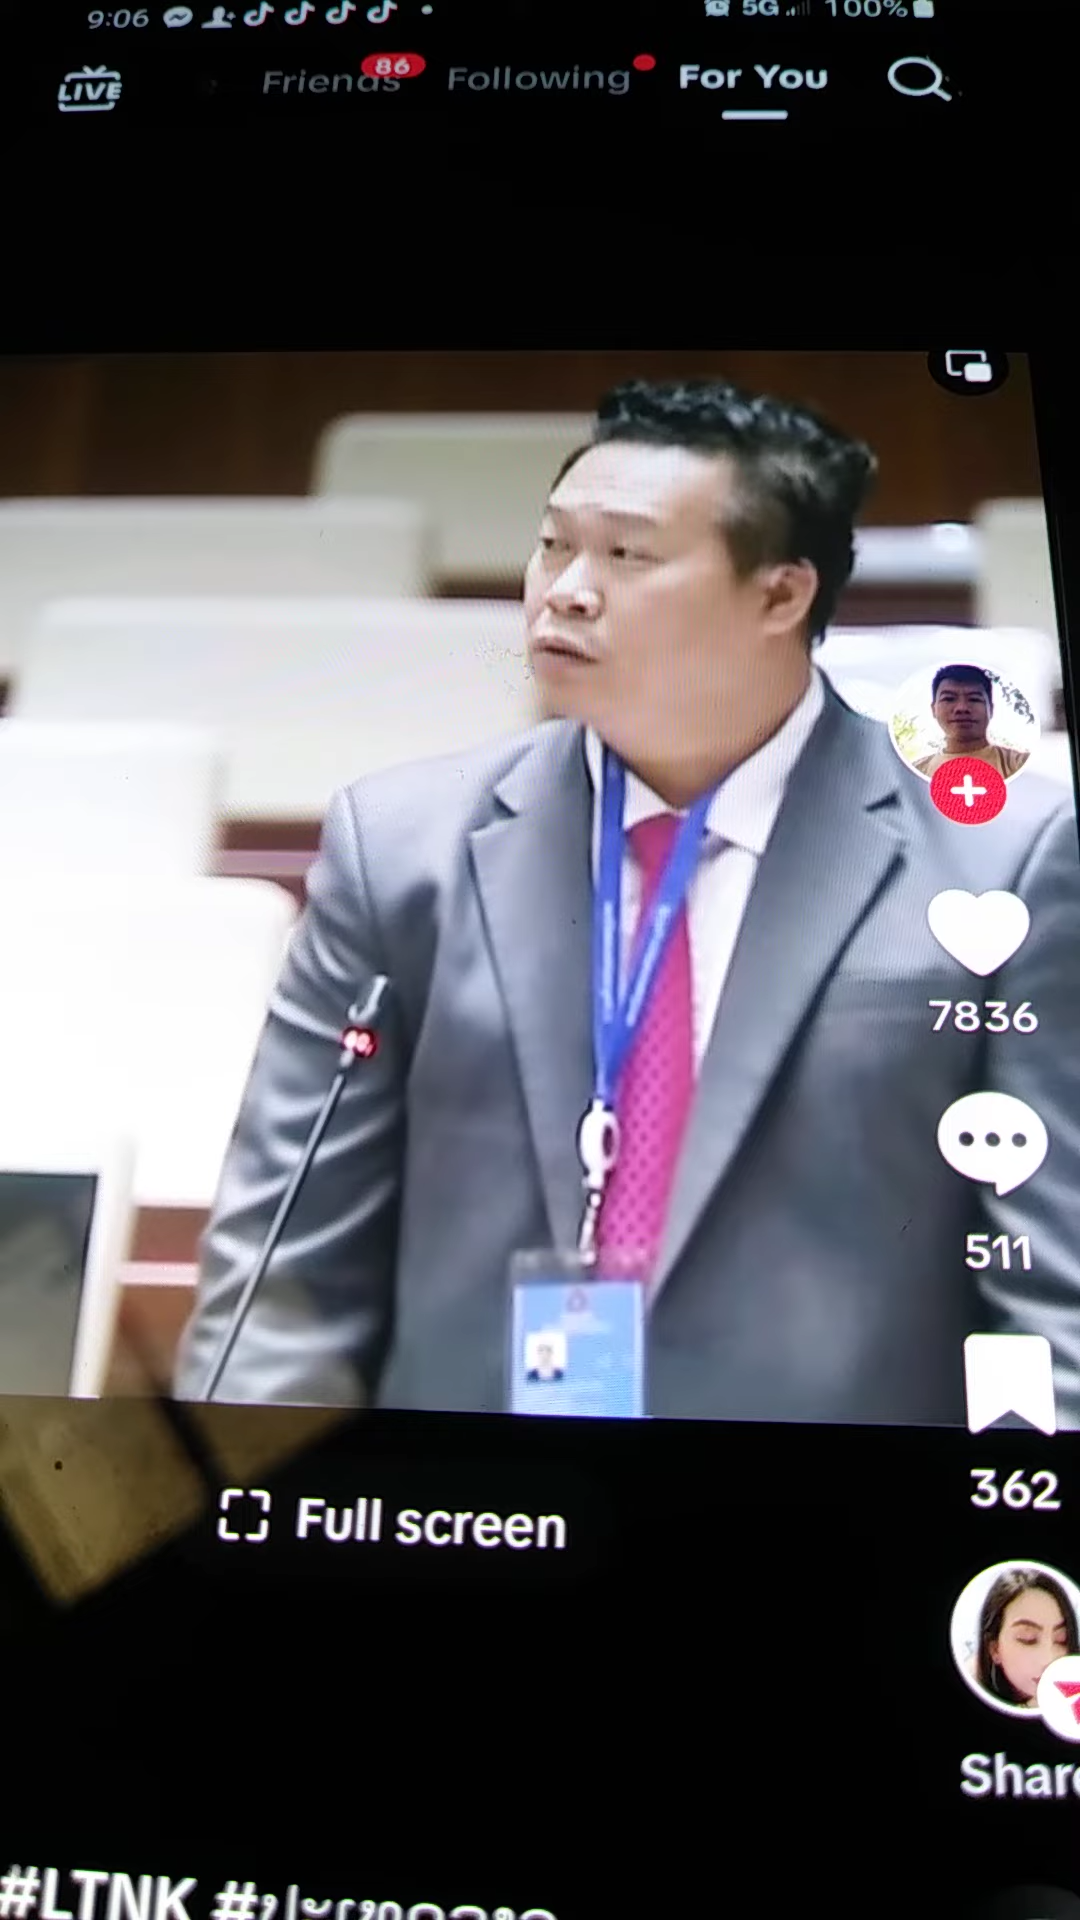 9:06 5G 100%
LIVE Friends 86 Following For You
7836
511
362
Full screen
Share
#LTNK